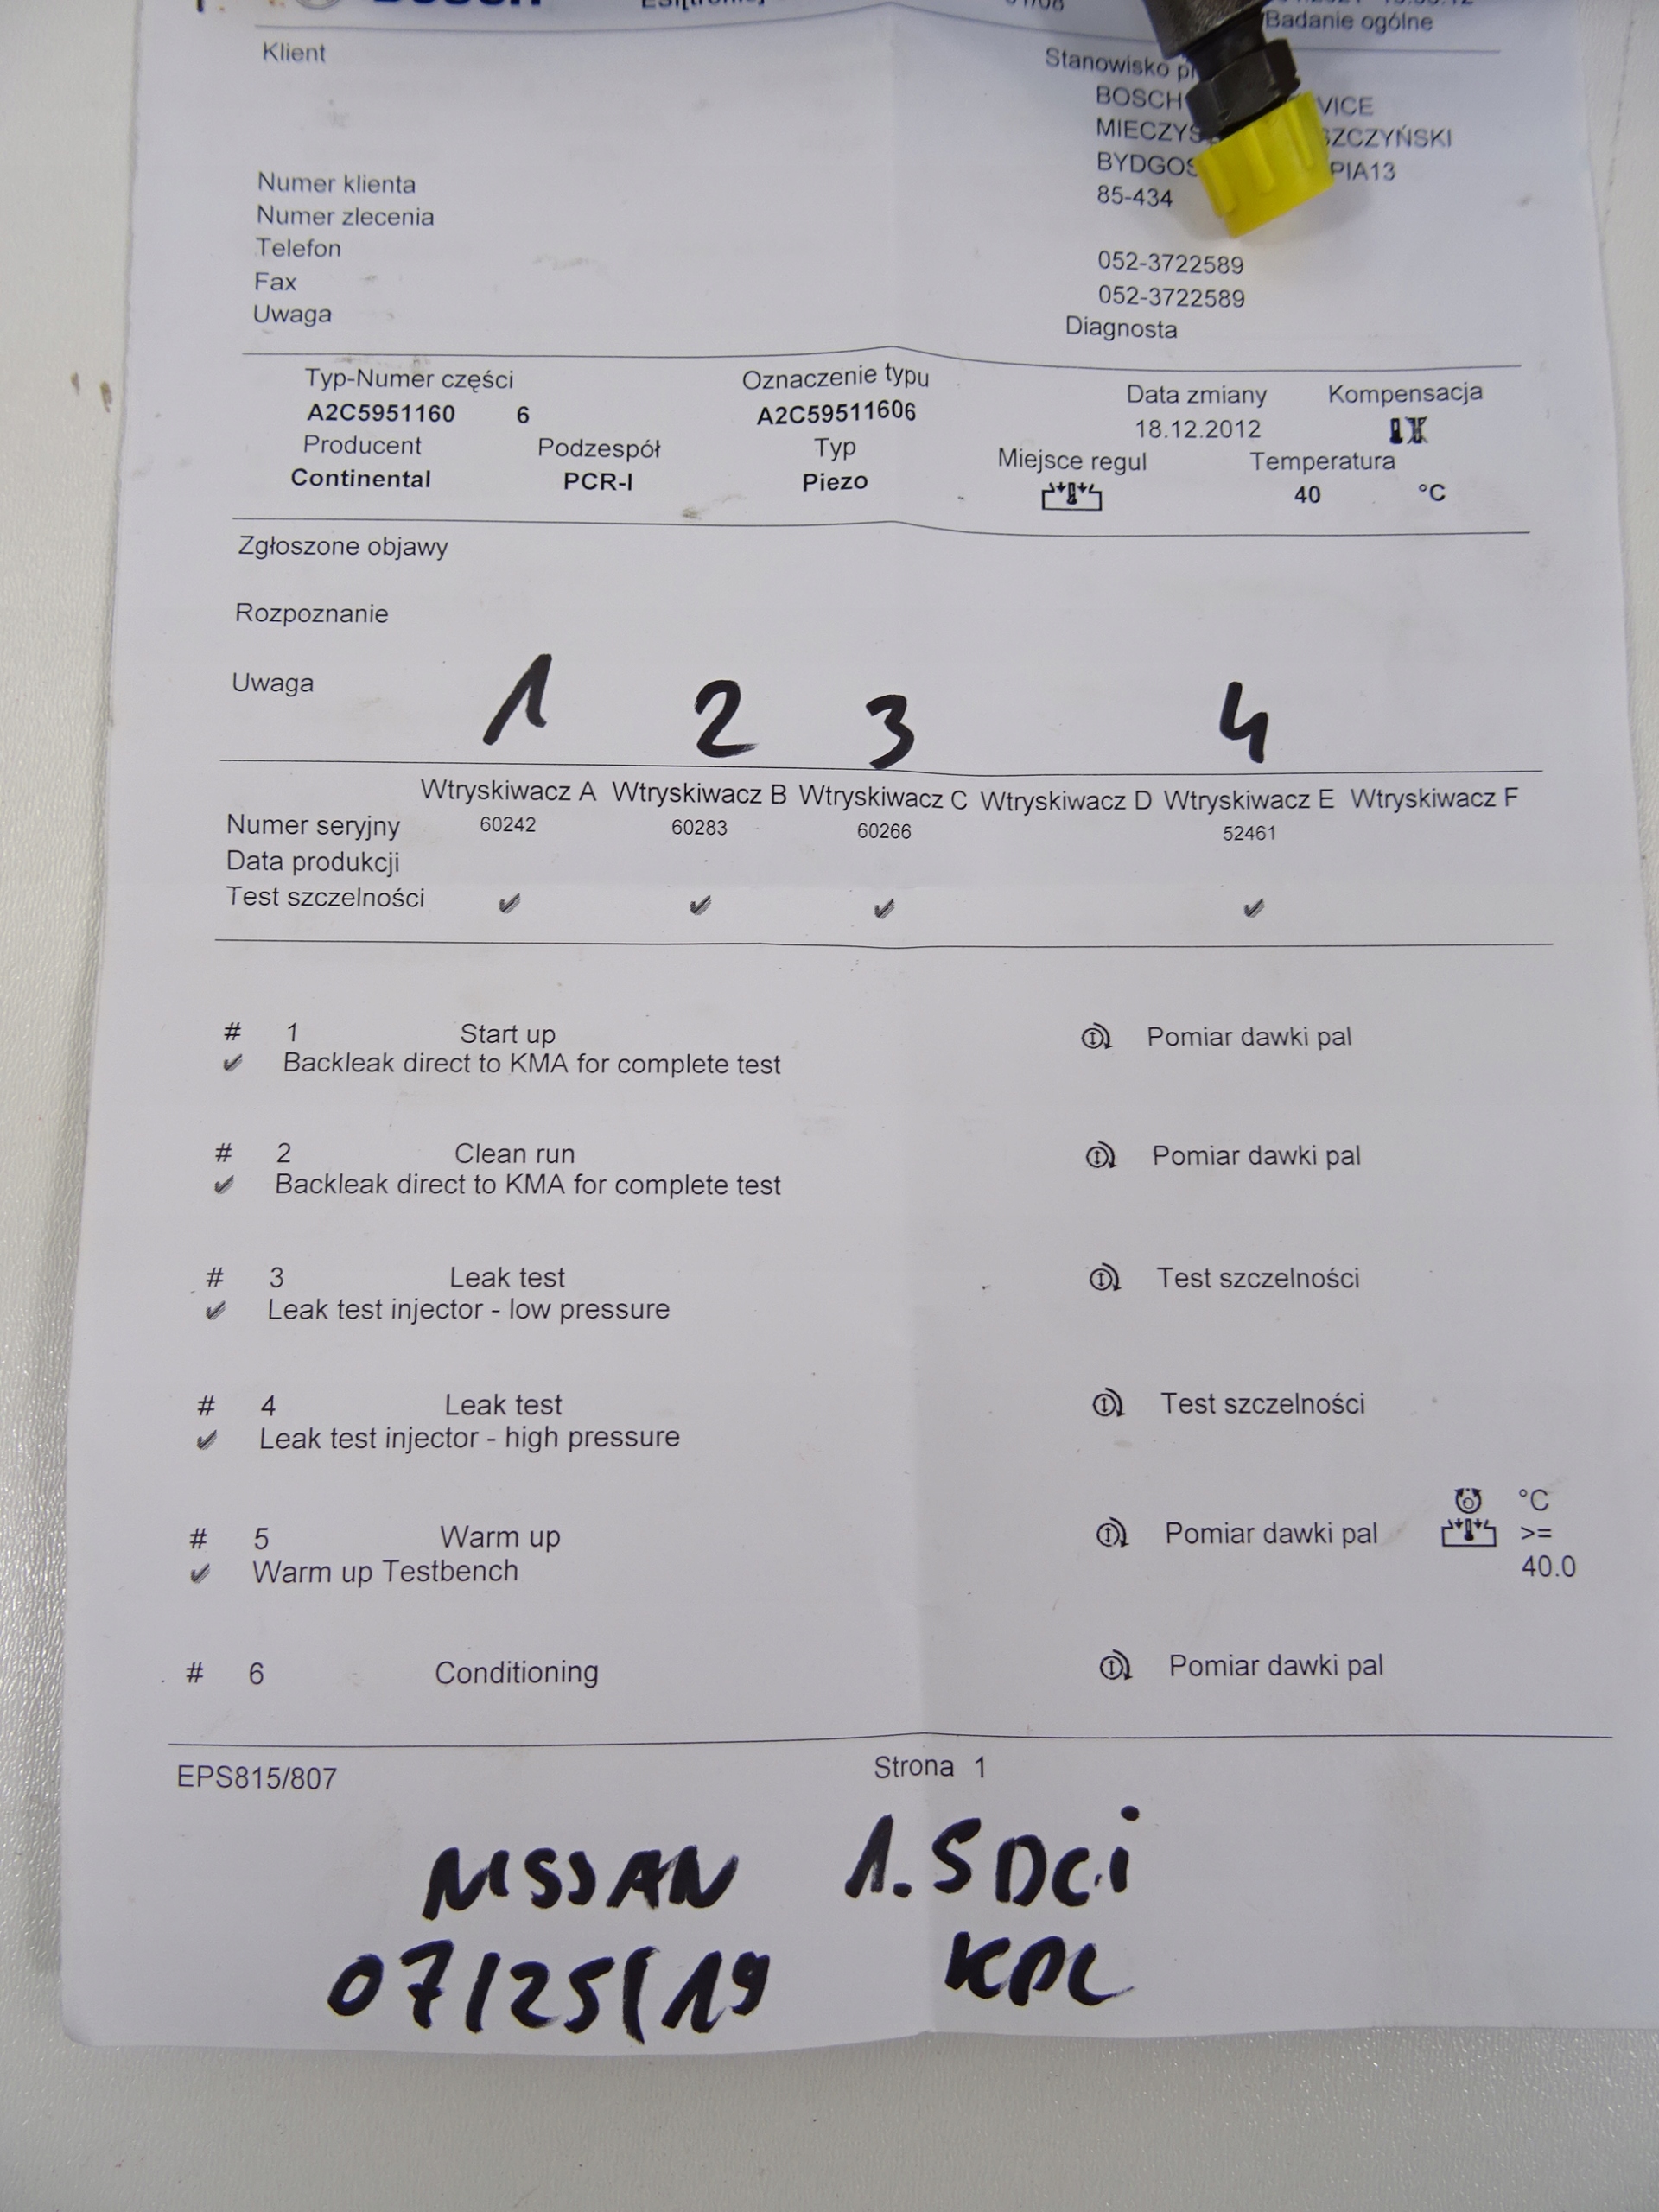 Badanie ogólne
Klient
Stanowisko
BOSCH VICE
SZCZYŃSKI
PIA13
Numer klienta
85-434
Numer zlecenia
Telefon 052-3722589
Fax 052-3722589
Uwaga Diagnosta
Typ-Numer części Oznaczenie typu Data zmiany Kompensacja
A2C5951160 6 A2C59511606 18.12.2012
Producent Podzespół Typ Miejsce regul Temperatura
Continental PCR-I Piezo 40 °C
Zgłoszone objawy
Rozpoznanie
Uwaga 1 2 3 4
Wtryskiwacz A Wtryskiwacz B Wtryskiwacz C Wtryskiwacz D Wtryskiwacz E Wtryskiwacz F
Numer seryjny 60242 60283 60266 52461
Data produkcji
Test szczelności ✔ ✔ ✔ ✔
# 1 Start up Pomiar dawki pal
✔ Backleak direct to KMA for complete test
# 2 Clean run Pomiar dawki pal
✔ Backleak direct to KMA for complete test
# 3 Leak test Test szczelności
✔ Leak test injector - low pressure
# 4 Leak test Test szczelności
✔ Leak test injector - high pressure
°C
# 5 Warm up Pomiar dawki pal >=
✔ Warm up Testbench 40.0
# 6 Conditioning Pomiar dawki pal
EPS815/807 Strona 1
NISSAN 1.5 DCi
07/25/19 KPL